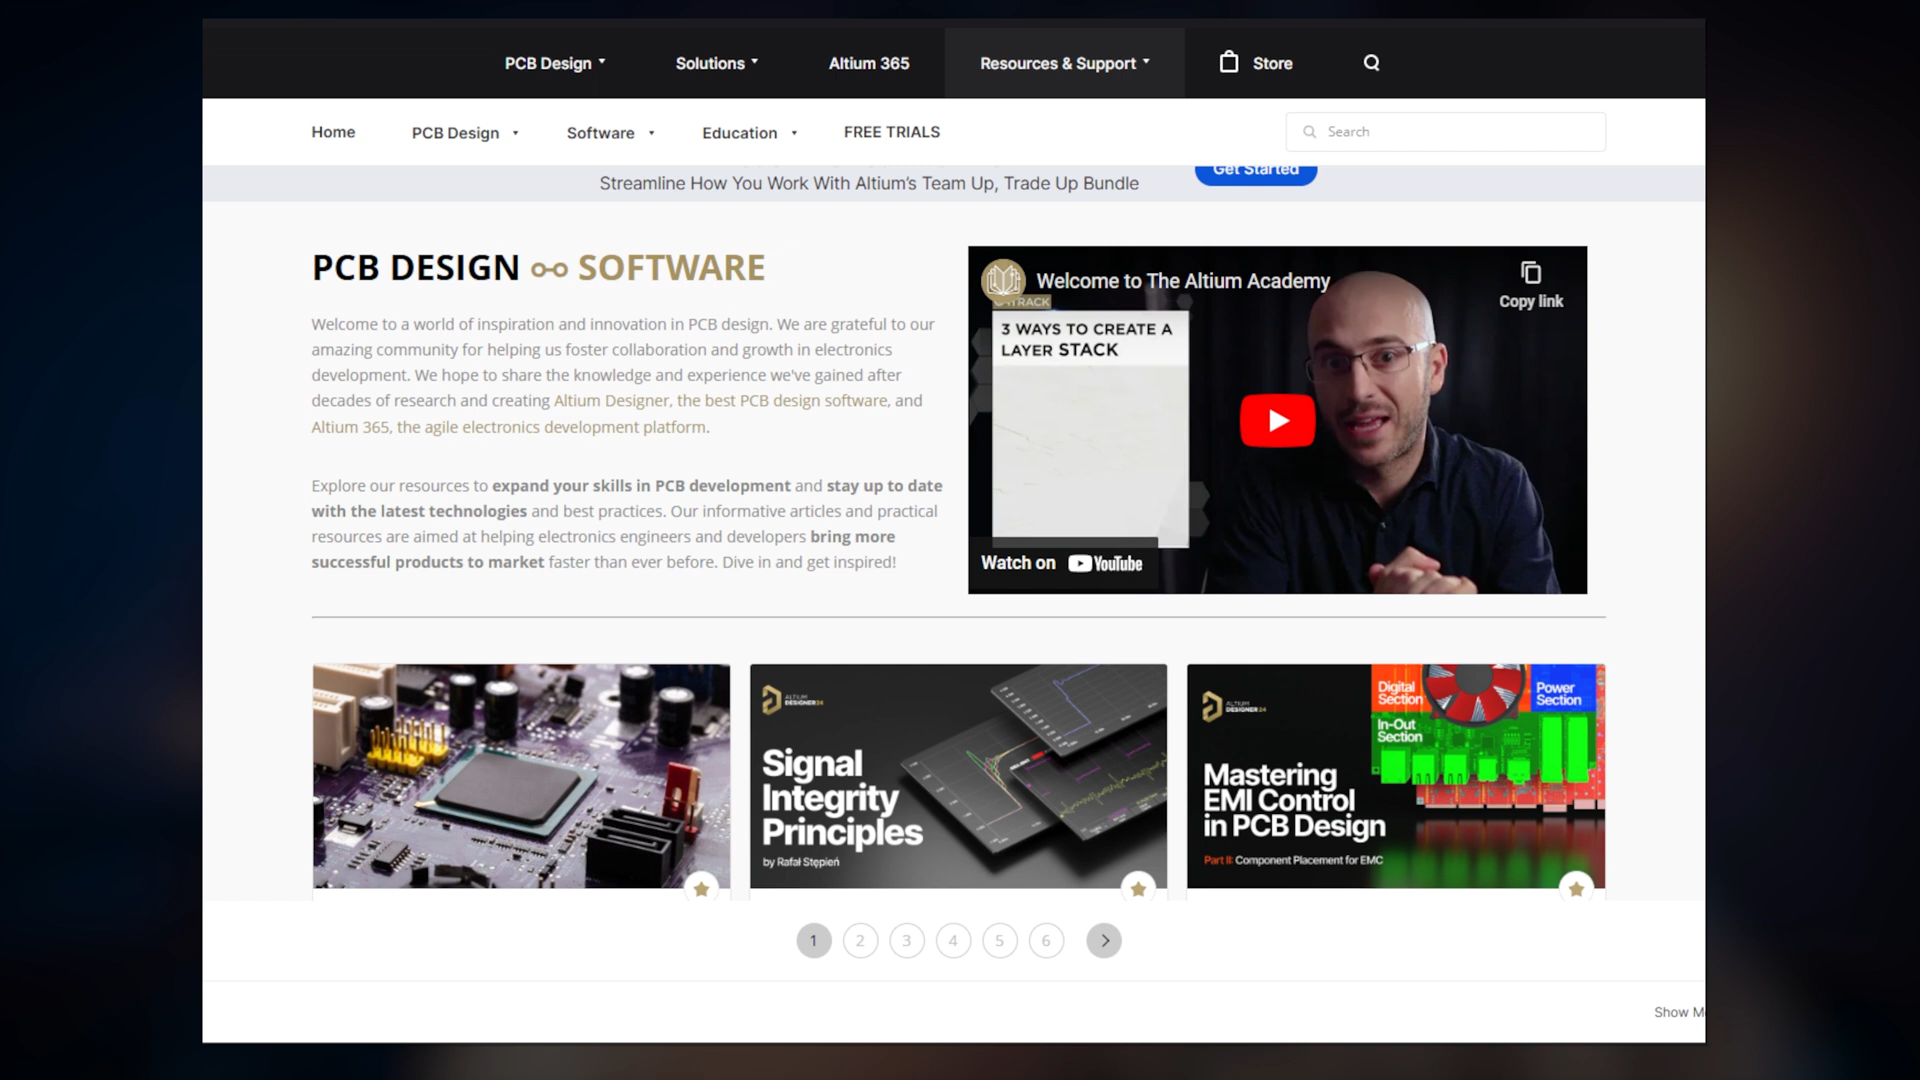 PCB Design
Solutions
Altium 365
Resources & Support
Store
Home
PCB Design
Software
Education
FREE TRIALS
Search
Streamline How You Work With Altium's Team Up, Trade Up Bundle
Get Started
PCB DESIGN SOFTWARE
Welcome to a world of inspiration and innovation in PCB design. We are grateful to our
amazing community for helping us foster collaboration and growth in electronics
development. We hope to share the knowledge and experience we've gained after
decades of research and creating Altium Designer, the best PCB design software, and
Altium 365, the agile electronics development platform.
Explore our resources to expand your skills in PCB development and stay up to date
with the latest technologies and best practices. Our informative articles and practical
resources are aimed at helping electronics engineers and developers bring more
successful products to market faster than ever before. Dive in and get inspired!
Welcome to The Altium Academy
Copy link
3 WAYS TO CREATE A
LAYER STACK
Watch on YouTube
ALTIUM
DESIGNER24
Signal
Integrity
Principles
by Rafał Stępień
ALTIUM
DESIGNER 24
Mastering
EMI Control
in PCB Design
Part II: Component Placement for EMC
Digital
Section
Power
Section
In-Out
Section
1 2 3 4 5 6
Show M